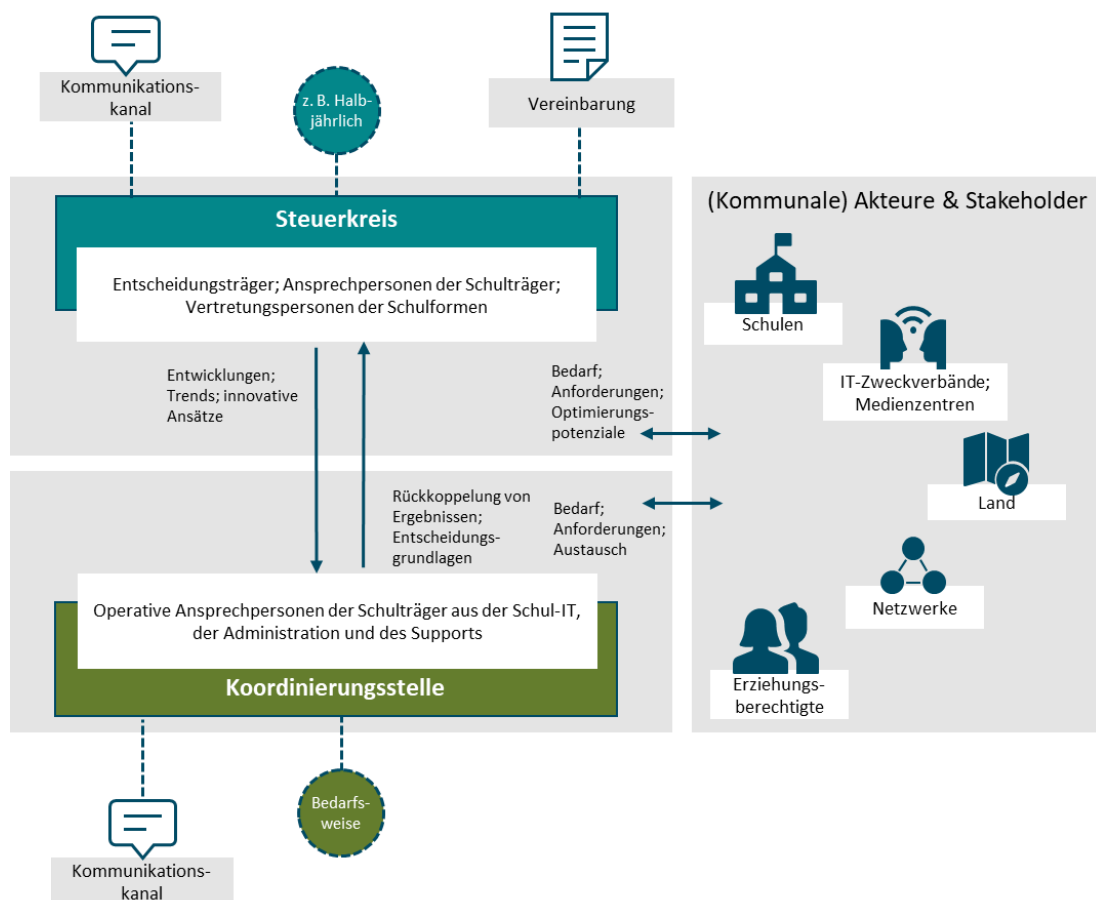 Kommunikations-
kanal
z. B. Halb-
jährlich
Vereinbarung
Steuerkreis
Entscheidungsträger; Ansprechpersonen der Schulträger;
Vertretungspersonen der Schulformen
Entwicklungen;
Trends; innovative
Ansätze
Bedarf;
Anforderungen;
Optimierungs-
potenziale
Rückkoppelung von
Ergebnissen;
Entscheidungs-
grundlagen
Bedarf;
Anforderungen;
Austausch
Operative Ansprechpersonen der Schulträger aus der Schul-IT,
der Administration und des Supports
Koordinierungsstelle
Bedarfs-
weise
Kommunikations-
kanal
(Kommunale) Akteure & Stakeholder
Schulen
IT-Zweckverbände;
Medienzentren
Land
Netzwerke
Erziehungs-
berechtigte